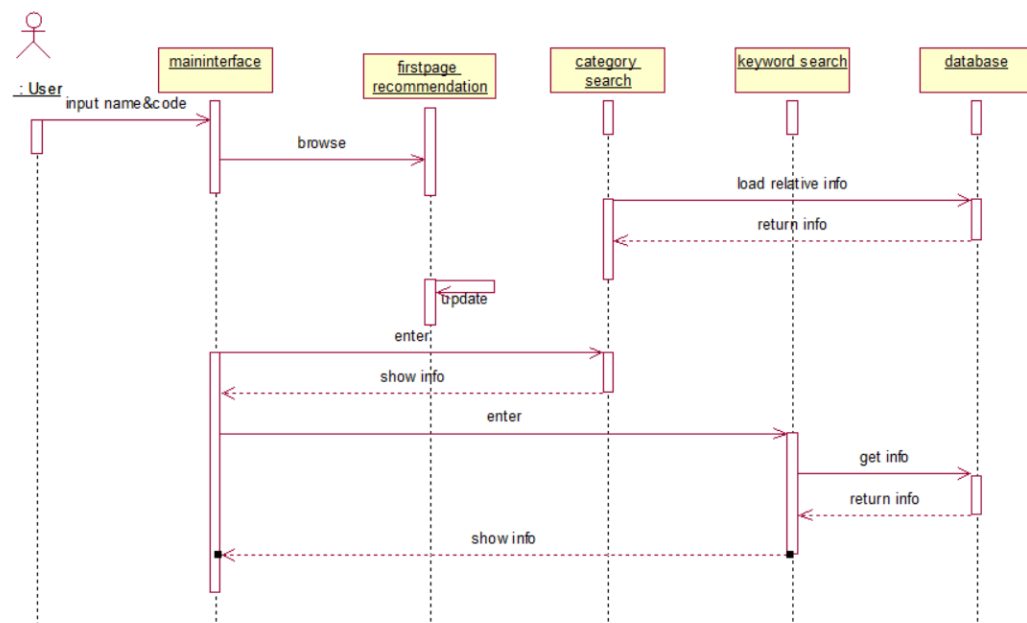 : User
maininterface
firstpage
recommendation
category
search
keyword search
database
input name&code
browse
load relative info
return info
update
enter
show info
enter
get info
return info
show info